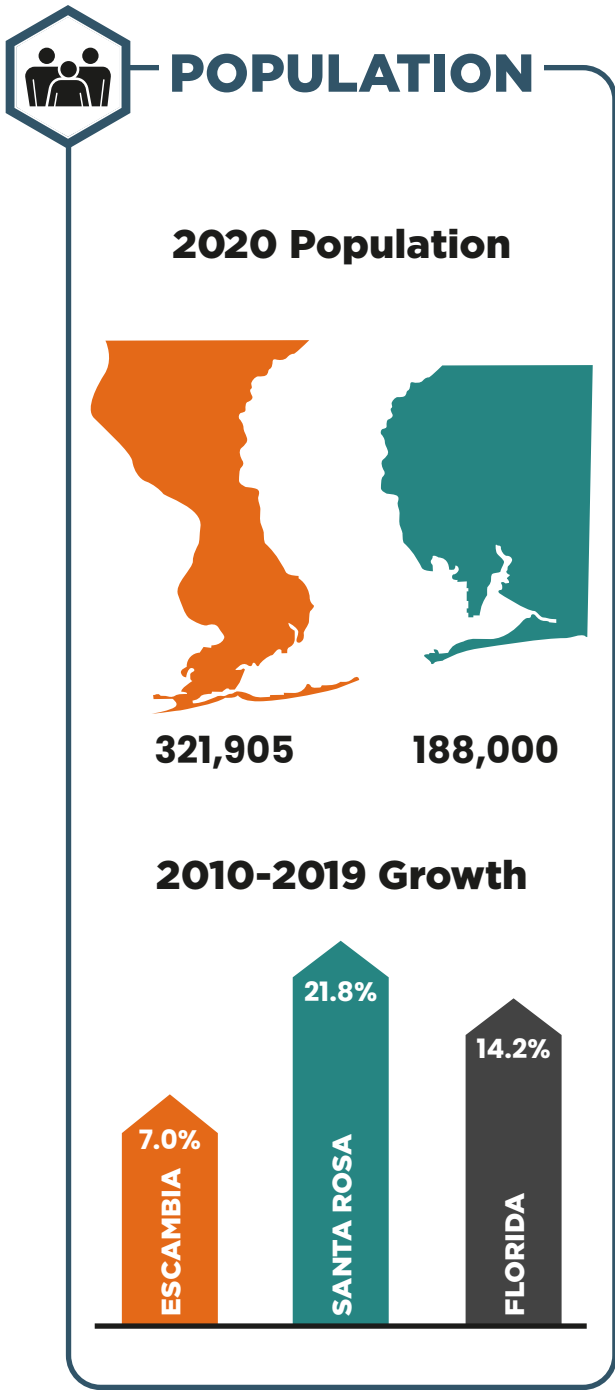 POPULATION
2020 Population
321,905 188,000
2010-2019 Growth
7.0% 21.8% 14.2%
ESCAMBIA SANTA ROSA FLORIDA